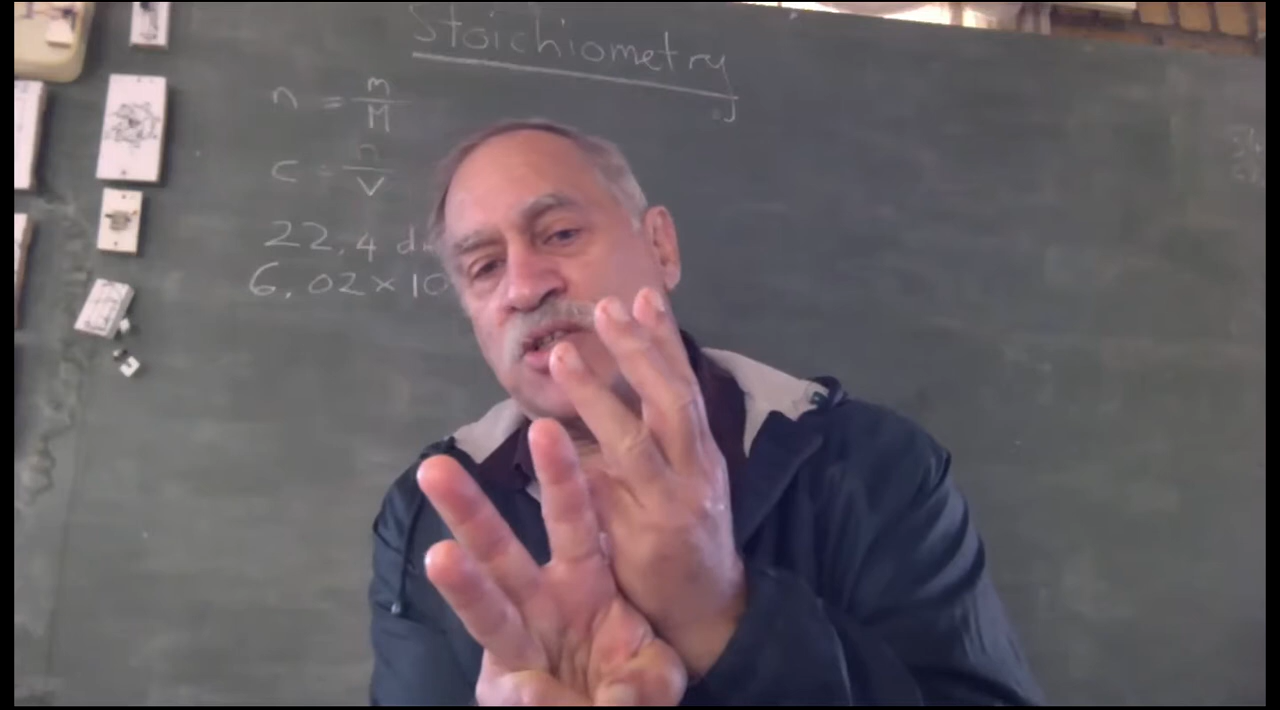 Stoichiometry
n = m/M
c = n/V
22,4 d
6,02×10